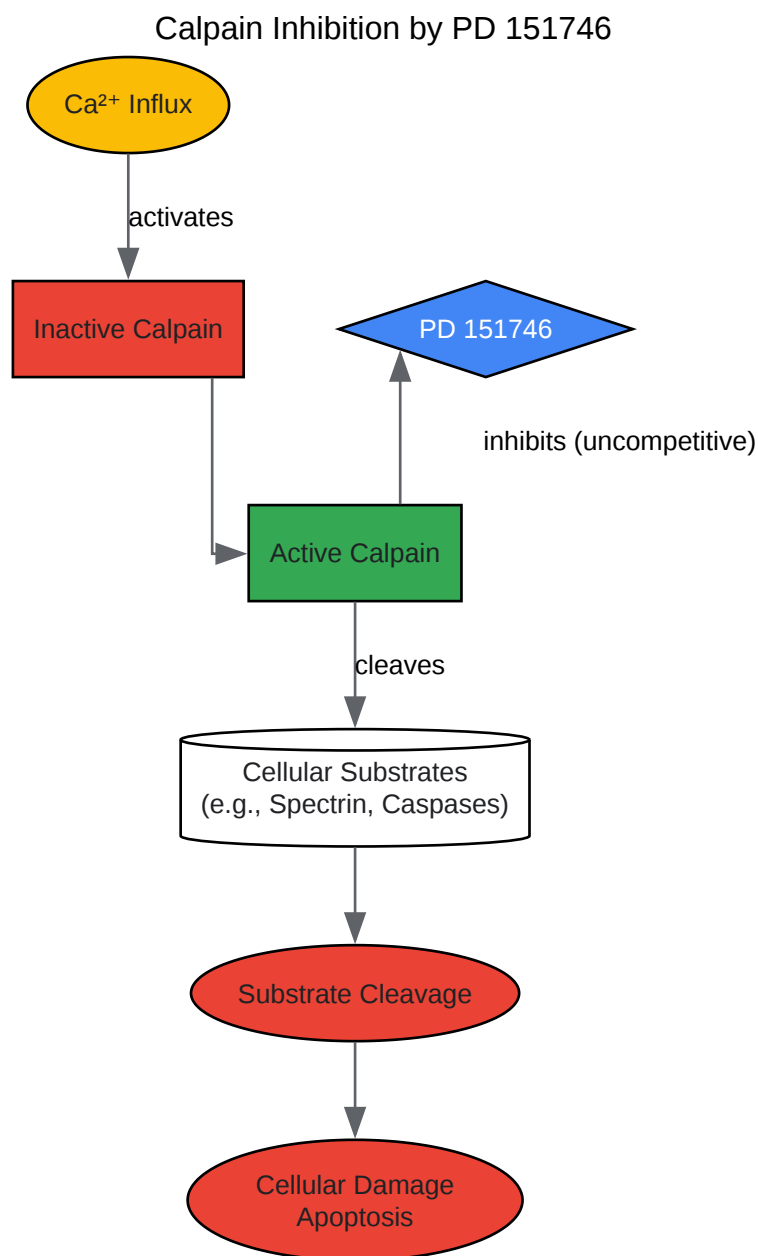 Calpain Inhibition by PD 151746
Ca²⁺ Influx
activates
Inactive Calpain
PD 151746
inhibits (uncompetitive)
Active Calpain
cleaves
Cellular Substrates
(e.g., Spectrin, Caspases)
Substrate Cleavage
Cellular Damage
Apoptosis